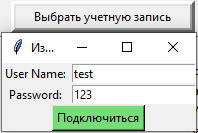 Выбрать учетную запись
Из...
User Name: test
Password: 123
Подключиться